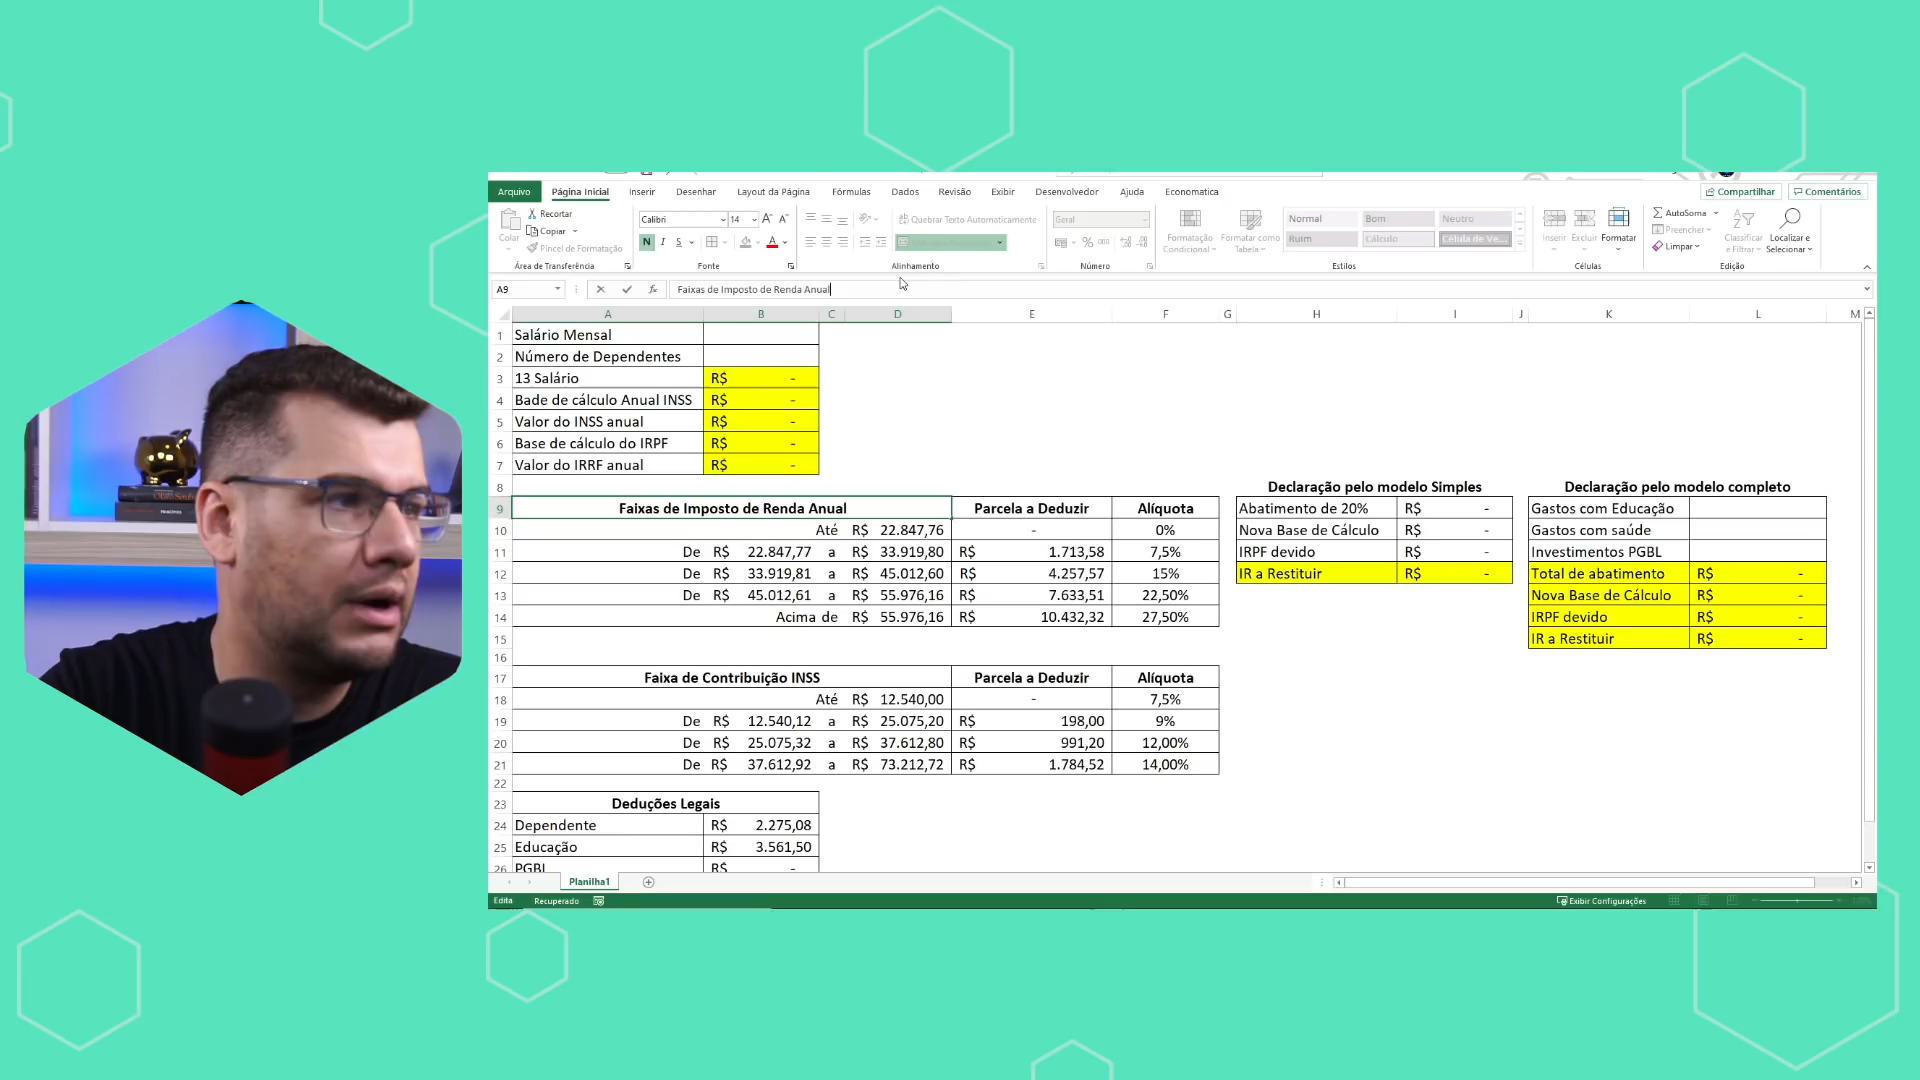 Arquivo Página Inicial Inserir Desenhar Layout da Página Fórmulas Dados Revisão Exibir Desenvolvedor Ajuda Economatica Compartilhar Comentários
Colar Recortar Copiar Pincel de Formatação
Calibri 14
N I S
Quebrar Texto Automaticamente
Geral
% 000
Formatação Condicional Formatar como Tabela
Normal Bom Neutro
Ruim Cálculo Célula de Ve...
Inserir Excluir Formatar
AutoSoma Preencher Limpar
Classificar e Filtrar Localizar e Selecionar
Área de Transferência Fonte Alinhamento Número Estilos Células Edição
A9 fx Faixas de Imposto de Renda Anual
A B C D E F G H I J K L M
1 Salário Mensal
2 Número de Dependentes
3 13 Salário R$ -
4 Bade de cálculo Anual INSS R$ -
5 Valor do INSS anual R$ -
6 Base de cálculo do IRPF R$ -
7 Valor do IRRF anual R$ -
8 Declaração pelo modelo Simples Declaração pelo modelo completo
9 Faixas de Imposto de Renda Anual Parcela a Deduzir Alíquota Abatimento de 20% R$ - Gastos com Educação
10 Até R$ 22.847,76 - 0% Nova Base de Cálculo R$ - Gastos com saúde
11 De R$ 22.847,77 a R$ 33.919,80 R$ 1.713,58 7,5% IRPF devido R$ - Investimentos PGBL
12 De R$ 33.919,81 a R$ 45.012,60 R$ 4.257,57 15% IR a Restituir R$ - Total de abatimento R$ -
13 De R$ 45.012,61 a R$ 55.976,16 R$ 7.633,51 22,50% Nova Base de Cálculo R$ -
14 Acima de R$ 55.976,16 R$ 10.432,32 27,50% IRPF devido R$ -
15 IR a Restituir R$ -
16
17 Faixa de Contribuição INSS Parcela a Deduzir Alíquota
18 Até R$ 12.540,00 - 7,5%
19 De R$ 12.540,12 a R$ 25.075,20 R$ 198,00 9%
20 De R$ 25.075,32 a R$ 37.612,80 R$ 991,20 12,00%
21 De R$ 37.612,92 a R$ 73.212,72 R$ 1.784,52 14,00%
22
23 Deduções Legais
24 Dependente R$ 2.275,08
25 Educação R$ 3.561,50
26 PGBL R$ -
Planilha1
Edita Recuperado Exibir Configurações